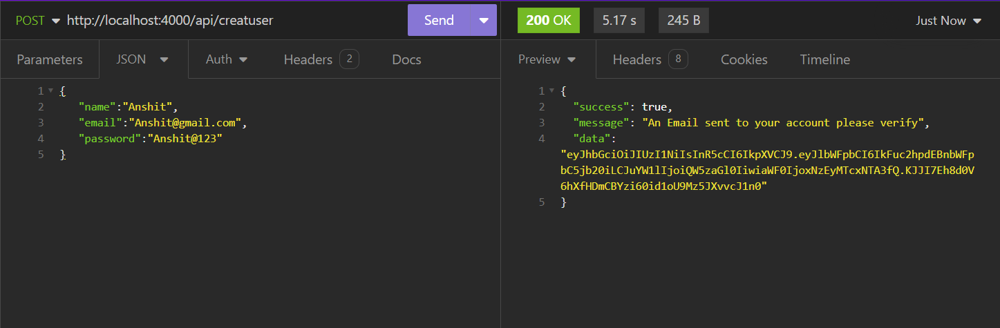 POST http://localhost:4000/api/creatuser Send
200 OK 5.17 s 245 B Just Now
Parameters JSON Auth Headers 2 Docs
Preview Headers 8 Cookies Timeline
1 {
2 "name":"Anshit",
3 "email":"Anshit@gmail.com",
4 "password":"Anshit@123"
5 }
1 {
2 "success": true,
3 "message": "An Email sent to your account please verify",
4 "data":
"eyJhbGciOiJIUzI1NiIsInR5cCI6IkpXVCJ9.eyJlbWFpbCI6IkFuc2hpdEBnbWFp
bC5jb20iLCJuYW1lIjoiQW5zaGl0IiwiaWF0IjoxNzEyMTcxNTA3fQ.KJJI7Eh8d0V
6hXfHDmCBYzi60id1oU9Mz5JXvvcJ1n0"
5 }